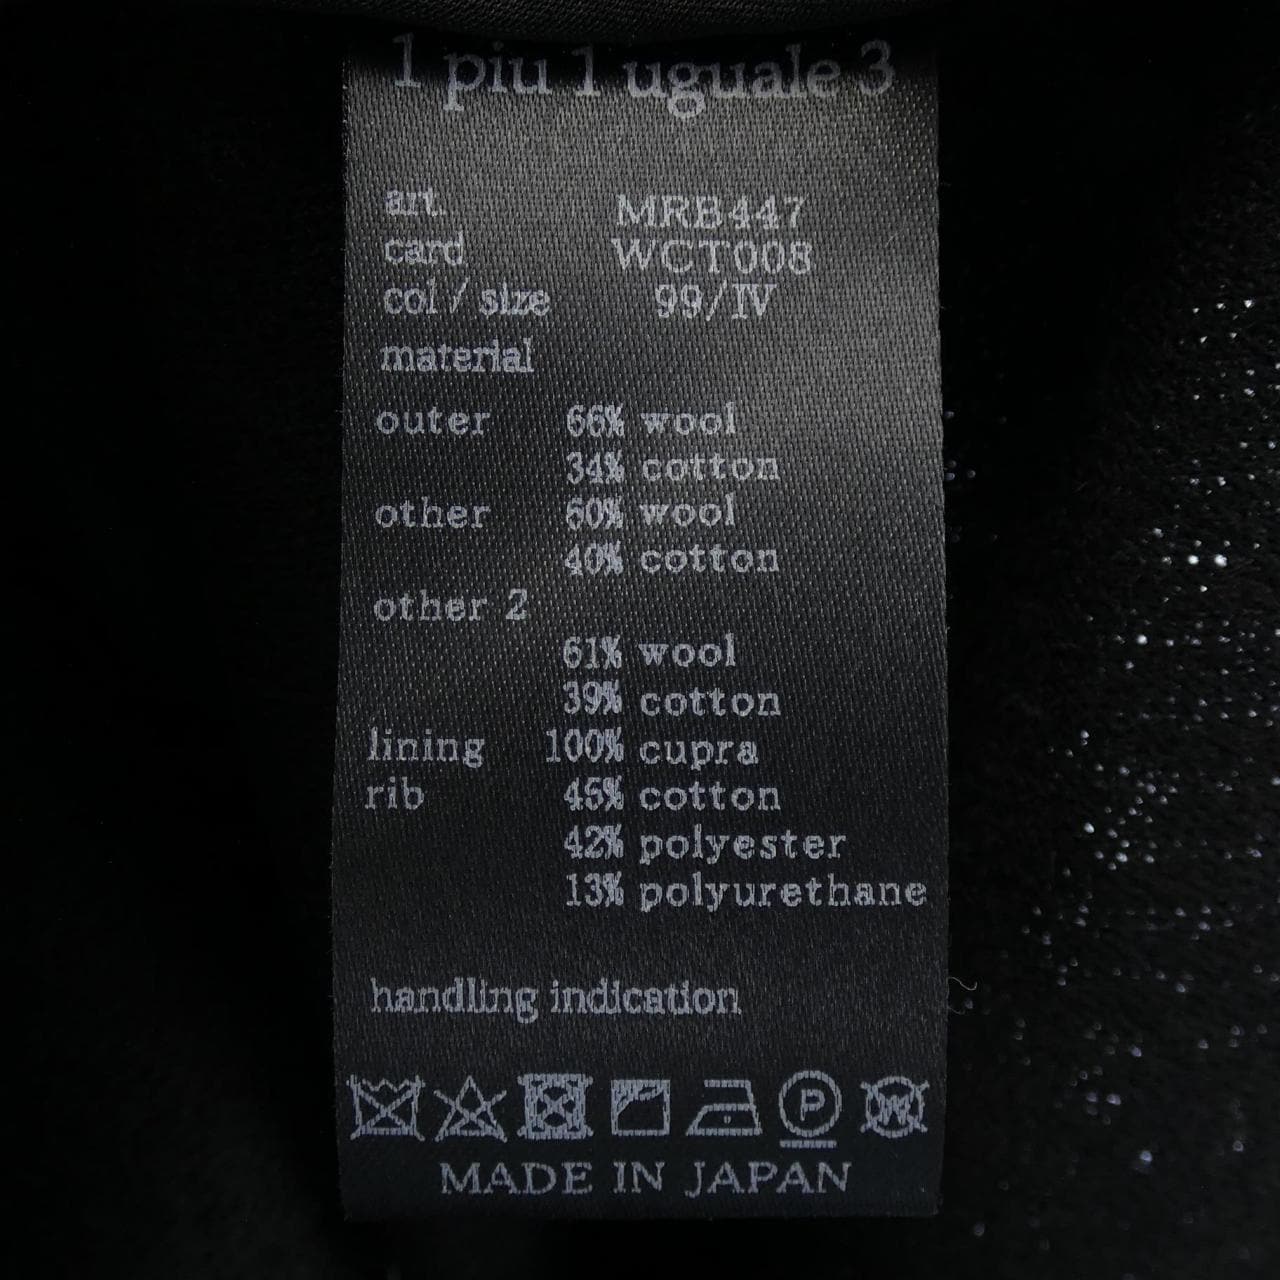 1 piu 1 uguale 3
art. MRB447
card WCT008
col / size 99/IV
material
outer 66% wool
34% cotton
other 60% wool
40% cotton
other 2
61% wool
39% cotton
lining 100% cupra
rib 45% cotton
42% polyester
13% polyurethane
handling indication
P W
MADE IN JAPAN